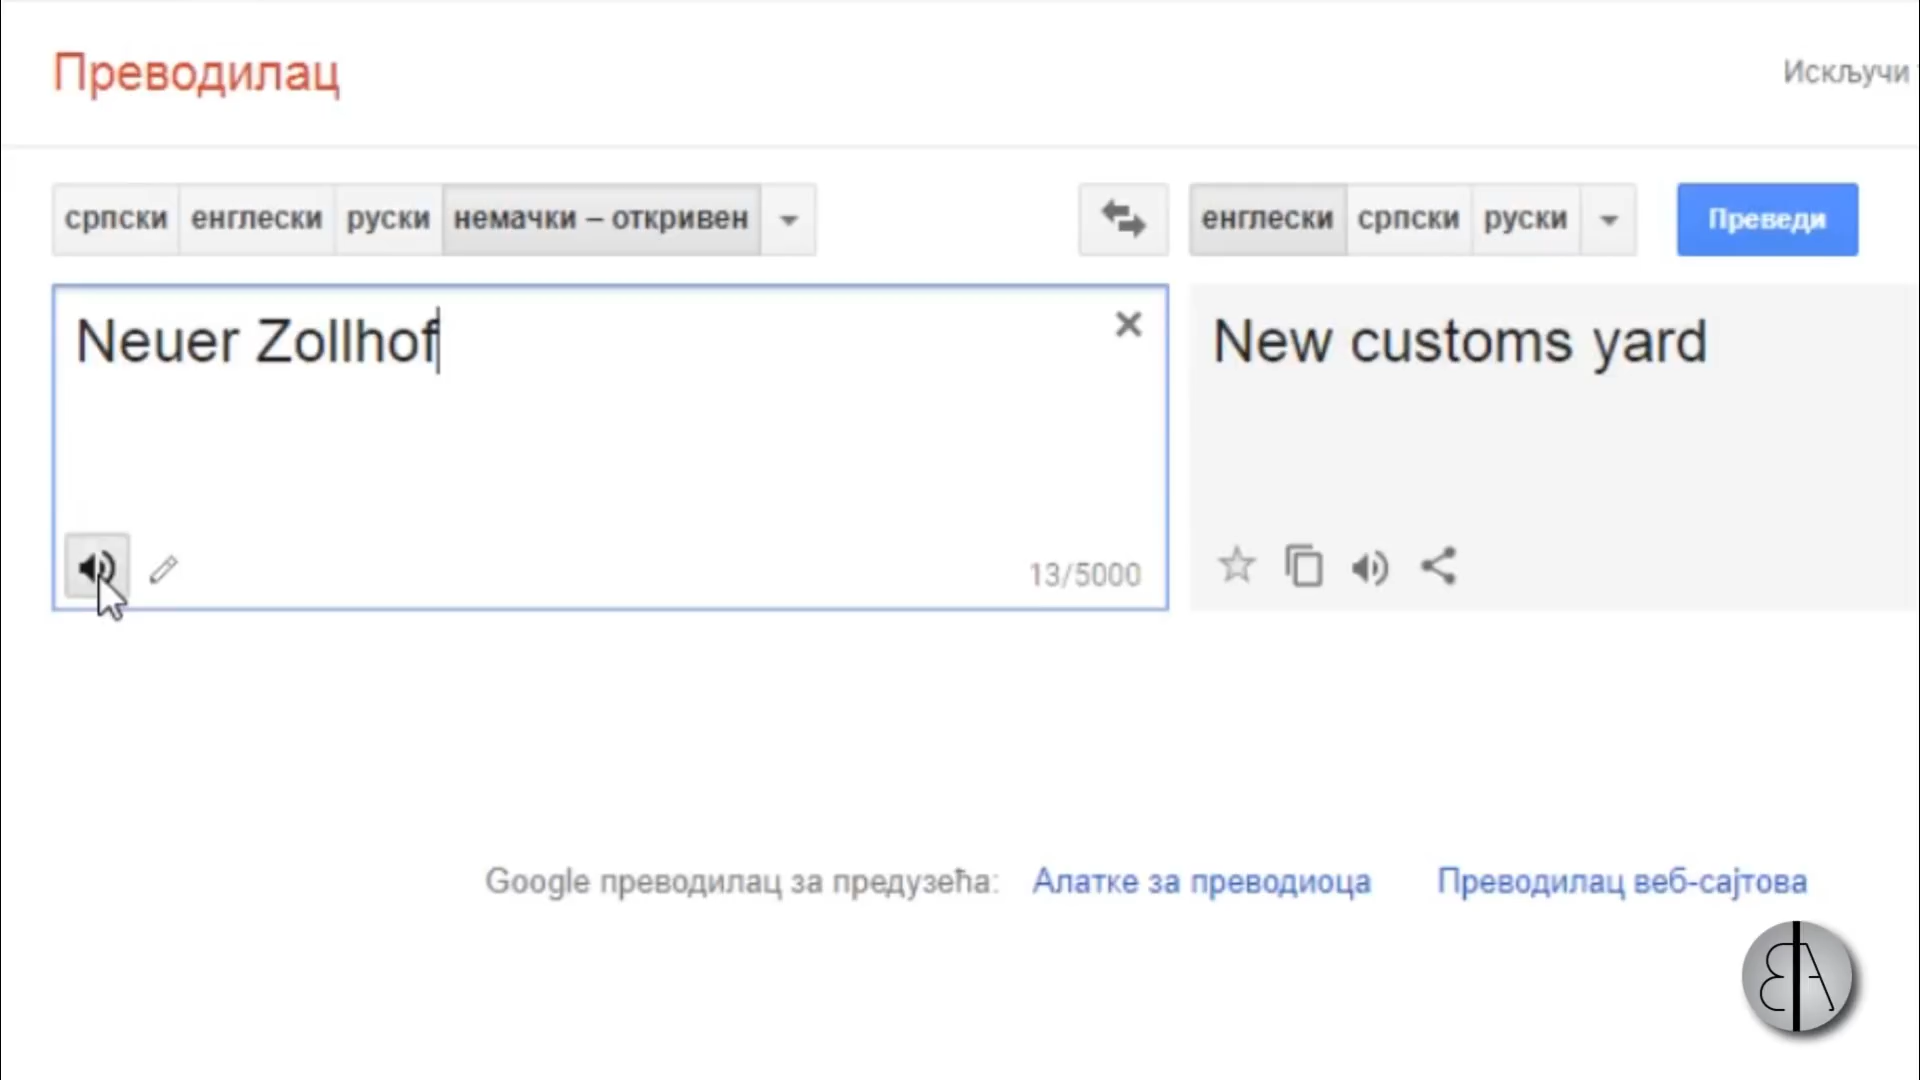 Преводилац
Искључи
српски енглески руски немачки – откривен
енглески српски руски Преведи
Neuer Zollhof
New customs yard
13/5000
Google преводилац за предузећа: Алатке за преводиоца Преводилац веб-сајтова